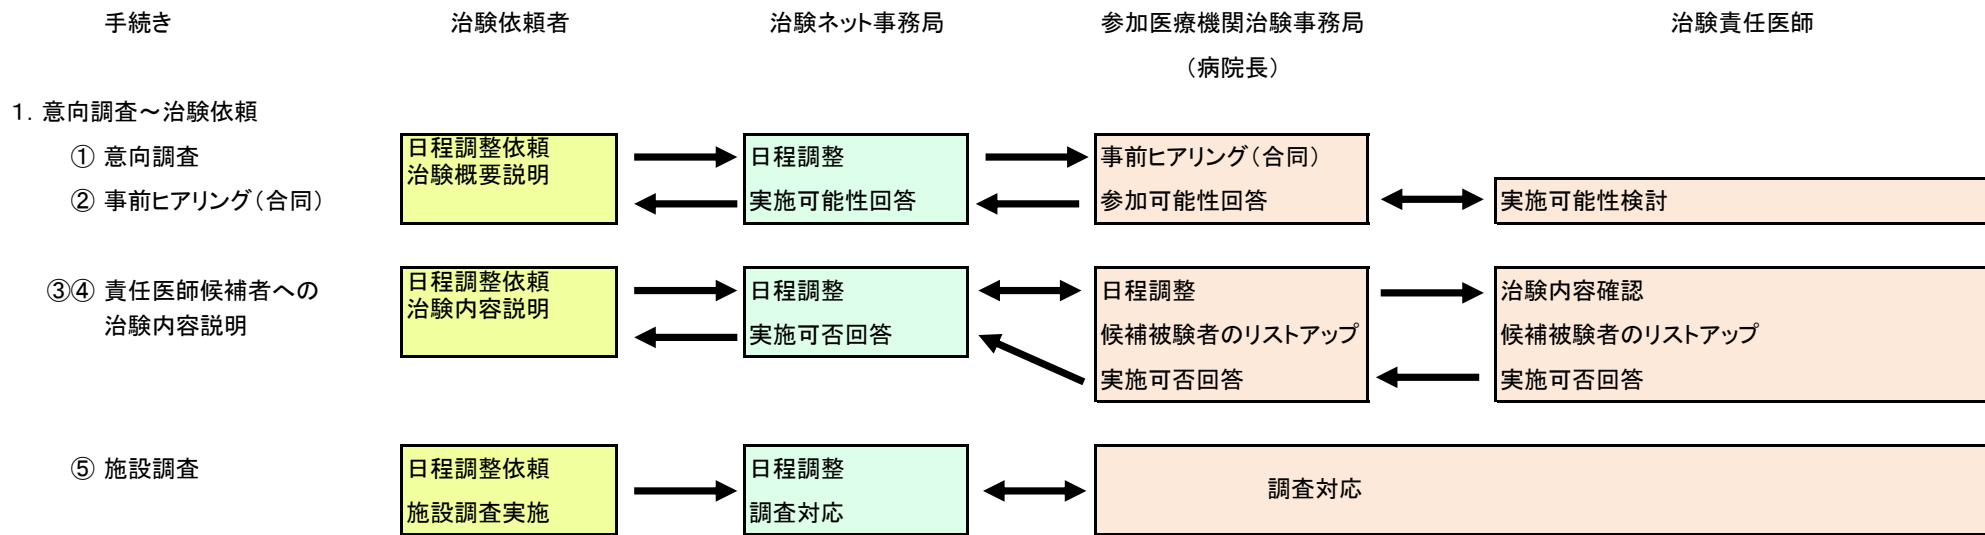 手続き 治験依頼者 治験ネット事務局 参加医療機関治験事務局 治験責任医師
（病院長）
１．意向調査～治験依頼
① 意向調査
② 事前ヒアリング（合同）
日程調整依頼
治験概要説明
日程調整
実施可能性回答
事前ヒアリング（合同）
参加可能性回答
実施可能性検討
③④ 責任医師候補者への
治験内容説明
日程調整依頼
治験内容説明
日程調整
実施可否回答
日程調整
候補被験者のリストアップ
実施可否回答
治験内容確認
候補被験者のリストアップ
実施可否回答
⑤ 施設調査
日程調整依頼
施設調査実施
日程調整
調査対応
調査対応